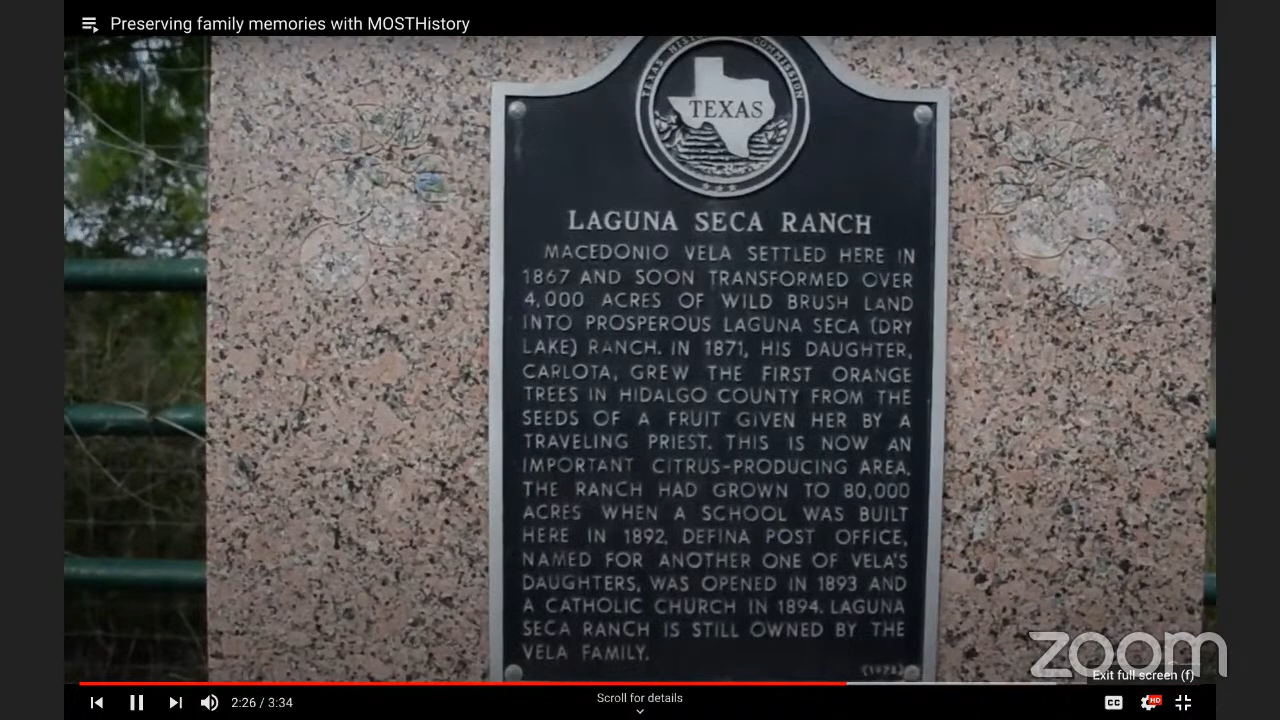 Preserving family memories with MOSTHistory
TEXAS COMMISSION
TEXAS
LAGUNA SECA RANCH
MACEDONIO VELA SETTLED HERE IN
1867 AND SOON TRANSFORMED OVER
4,000 ACRES OF WILD BRUSH LAND
INTO PROSPEROUS LAGUNA SECA (DRY
LAKE) RANCH. IN 1871, HIS DAUGHTER,
CARLOTA, GREW THE FIRST ORANGE
TREES IN HIDALGO COUNTY FROM THE
SEEDS OF A FRUIT GIVEN HER BY A
TRAVELING PRIEST. THIS IS NOW AN
IMPORTANT CITRUS-PRODUCING AREA.
THE RANCH HAD GROWN TO 80,000
ACRES WHEN A SCHOOL WAS BUILT
HERE IN 1892. DEFINA POST OFFICE,
NAMED FOR ANOTHER ONE OF VELA'S
DAUGHTERS, WAS OPENED IN 1893 AND
A CATHOLIC CHURCH IN 1894. LAGUNA
SECA RANCH IS STILL OWNED BY THE
VELA FAMILY.
zoom
Exit full screen (f)
2:26 / 3:34
Scroll for details
CC
HD